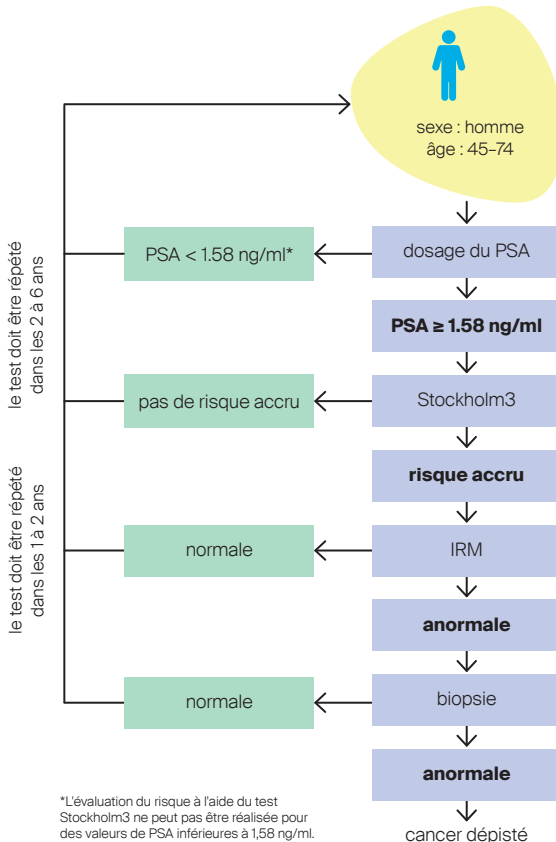 sexe : homme
âge : 45–74
dosage du PSA
PSA < 1.58 ng/ml*
PSA ≥ 1.58 ng/ml
le test doit être répété
dans les 2 à 6 ans
Stockholm3
pas de risque accru
risque accru
IRM
normale
le test doit être répété
dans les 1 à 2 ans
anormale
biopsie
normale
anormale
cancer dépisté
*L'évaluation du risque à l'aide du test
Stockholm3 ne peut pas être réalisée pour
des valeurs de PSA inférieures à 1,58 ng/ml.